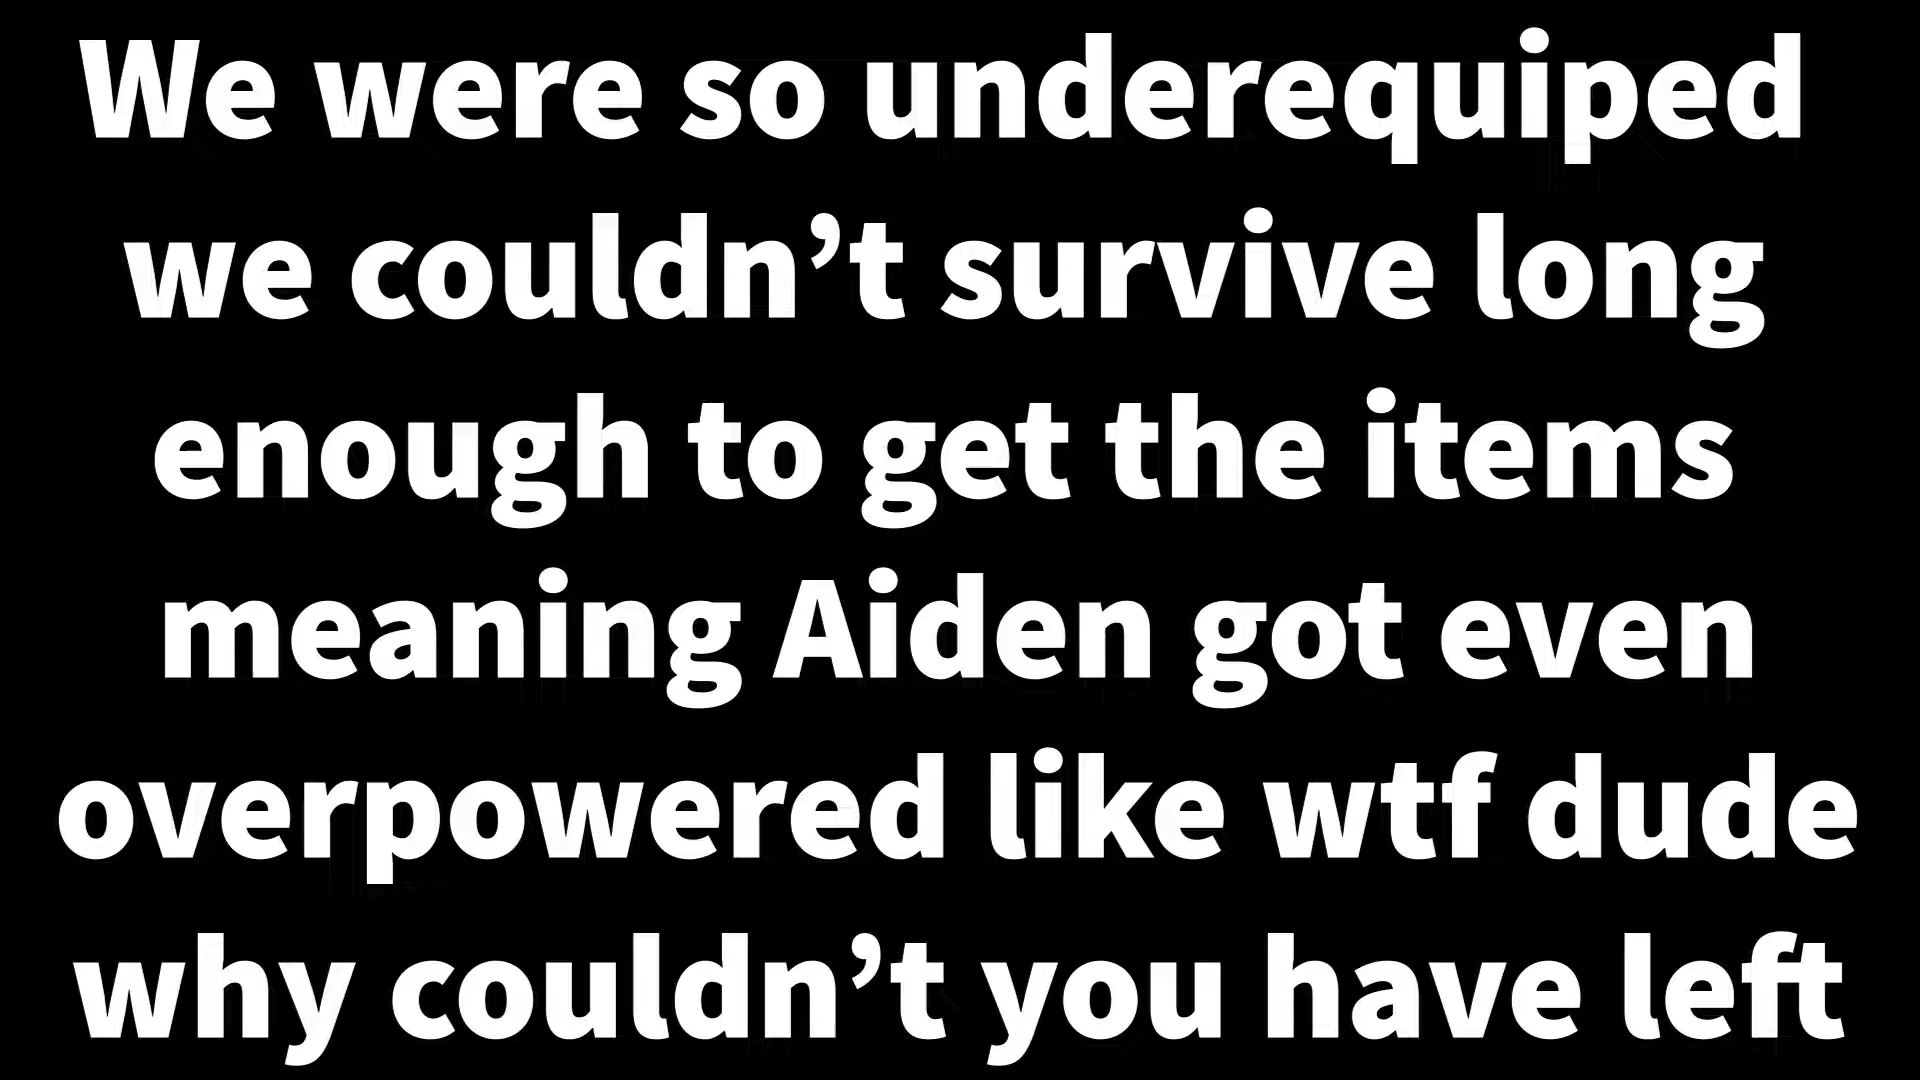 We were so underequiped
we couldn’t survive long
enough to get the items
meaning Aiden got even
overpowered like wtf dude
why couldn’t you have left